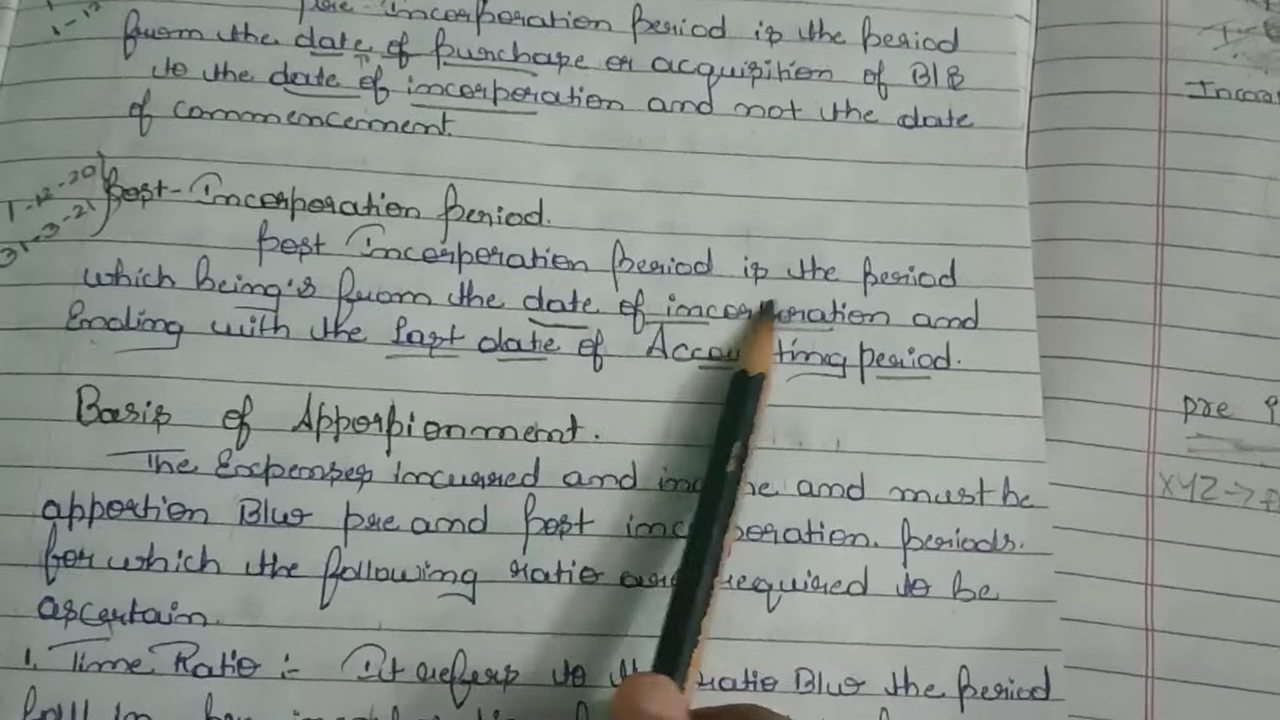 Pre Incorporation period is the period
from the date of purchase or acquisition of B/S
to the date of incorporation and not the date
of commencement.
1-12-20
31-3-21
Post-Incorporation period.
Post Incorporation period is the period
which being's from the date of incorporation and
Ending with the last date of Accounting period.
Basis of Apportionment.
The Expenses incurred and and must be
apportion B/w pre and post incorporation. periods.
for which the following ratio are required to be
ascertain.
1. Time Ratio :- It refers to the ratio B/w the period
pre
XYZ →